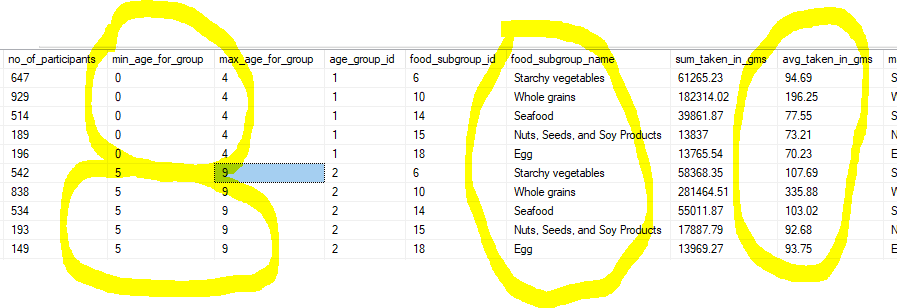 no_of_participants min_age_for_group max_age_for_group age_group_id food_subgroup_id food_subgroup_name sum_taken_in_gms avg_taken_in_gms m
647 0 4 1 6 Starchy vegetables 61265.23 94.69 S
929 0 4 1 10 Whole grains 182314.02 196.25 W
514 0 4 1 14 Seafood 39861.87 77.55 S
189 0 4 1 15 Nuts, Seeds, and Soy Products 13837 73.21 N
196 0 4 1 18 Egg 13765.54 70.23 E
542 5 9 2 6 Starchy vegetables 58368.35 107.69 S
838 5 9 2 10 Whole grains 281464.51 335.88 W
534 5 9 2 14 Seafood 55011.87 103.02 S
193 5 9 2 15 Nuts, Seeds, and Soy Products 17887.79 92.68 N
149 5 9 2 18 Egg 13969.27 93.75 E